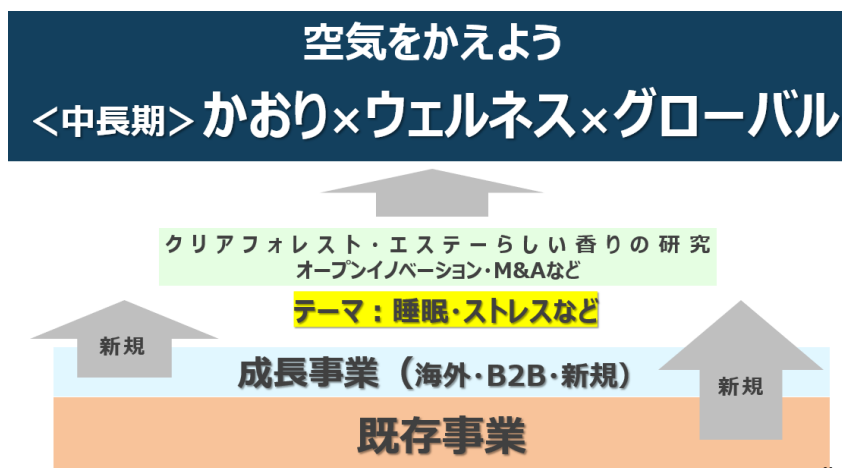 空気をかえよう
<中長期>かおり×ウェルネス×グローバル
クリアフォレスト・エステーらしい香りの研究
オープンイノベーション・M&Aなど
テーマ：睡眠・ストレスなど
新規
成長事業（海外・B2B・新規）
新規
既存事業